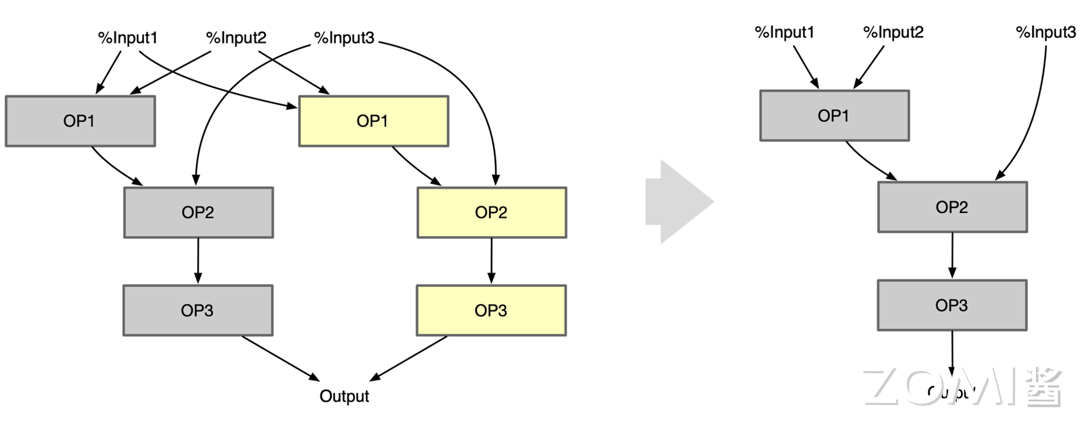 %Input1 %Input2 %Input3
OP1 OP1
OP2 OP2
OP3 OP3
Output
%Input1 %Input2 %Input3
OP1
OP2
OP3
Output
ZOMI酱